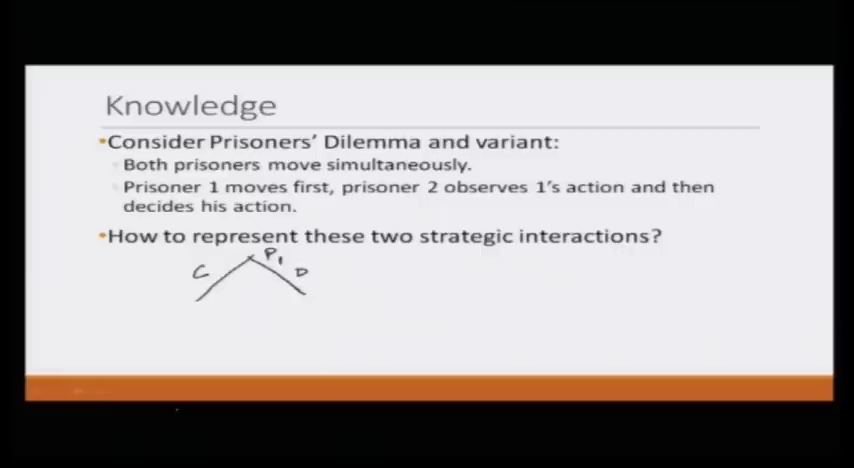 Knowledge
•Consider Prisoners' Dilemma and variant:
Both prisoners move simultaneously.
Prisoner 1 moves first, prisoner 2 observes 1's action and then
decides his action.
•How to represent these two strategic interactions?
P1
C D